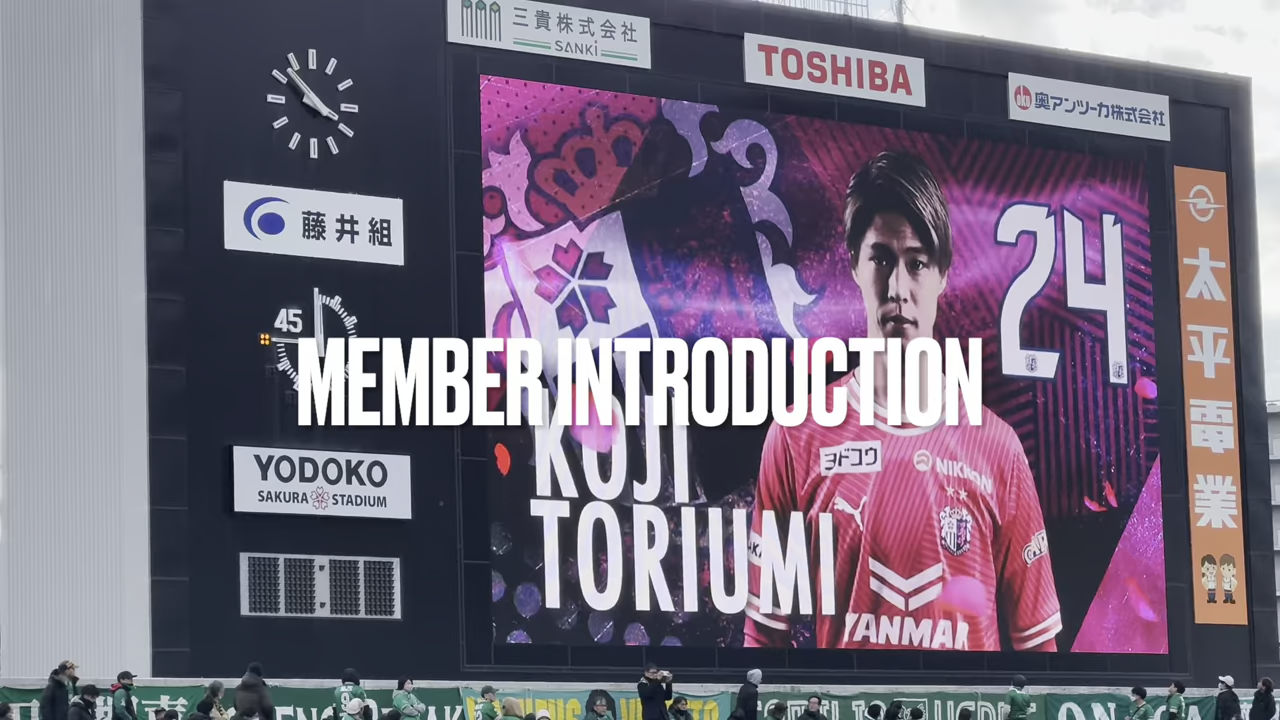 三貴株式会社
SANKI
TOSHIBA
oko 奥アンツーカ株式会社
藤井組
24
太平電業
45
MEMBER INTRODUCTION
KOJI
TORIUMI
ヨドコウ
NIKKON
YANMAR
YODOKO
SAKURA STADIUM